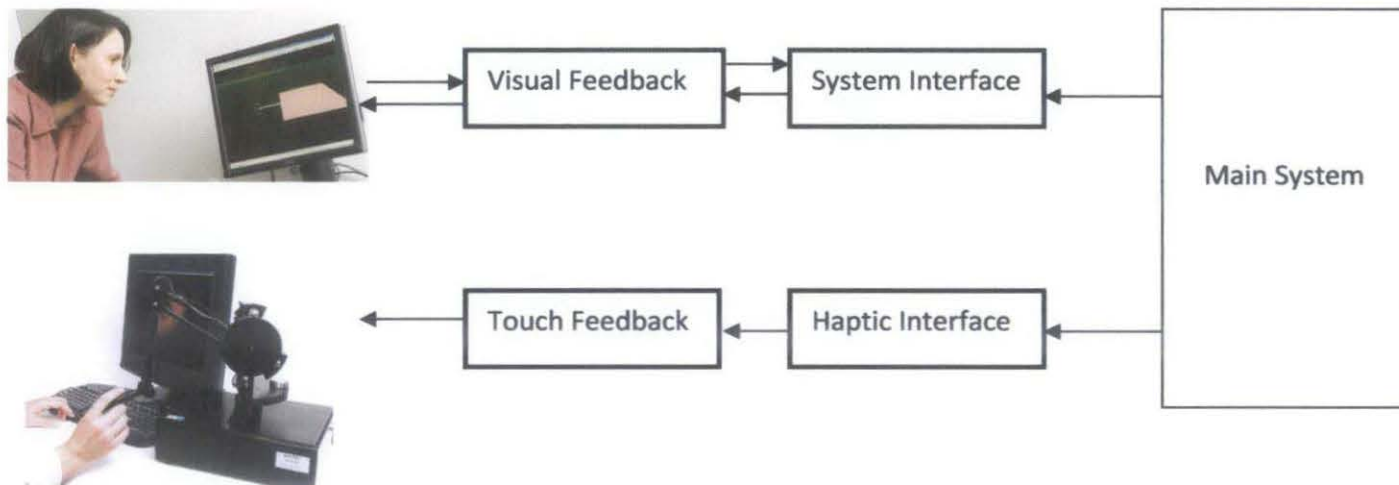 Visual Feedback
System Interface
Main System
Touch Feedback
Haptic Interface